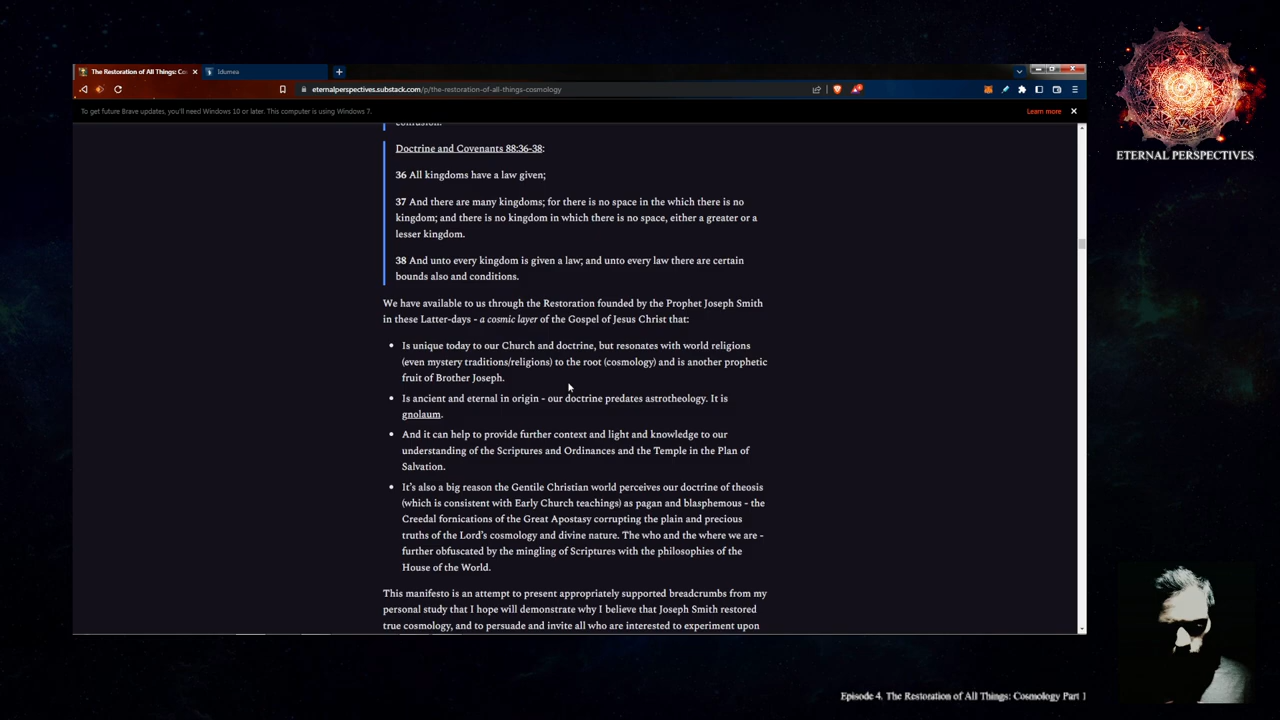 The Restoration of All Things: Co
Idumea
eternalperspectives.substack.com/p/the-restoration-of-all-things-cosmology
To get future Brave updates, you'll need Windows 10 or later. This computer is using Windows 7.
Learn more
ETERNAL PERSPECTIVES
confusion.
Doctrine and Covenants 88:36-38:
36 All kingdoms have a law given;
37 And there are many kingdoms; for there is no space in the which there is no
kingdom; and there is no kingdom in which there is no space, either a greater or a
lesser kingdom.
38 And unto every kingdom is given a law; and unto every law there are certain
bounds also and conditions.
We have available to us through the Restoration founded by the Prophet Joseph Smith
in these Latter-days - a cosmic layer of the Gospel of Jesus Christ that:
• Is unique today to our Church and doctrine, but resonates with world religions
(even mystery traditions/religions) to the root (cosmology) and is another prophetic
fruit of Brother Joseph.
• Is ancient and eternal in origin - our doctrine predates astrotheology. It is
gnolaum.
• And it can help to provide further context and light and knowledge to our
understanding of the Scriptures and Ordinances and the Temple in the Plan of
Salvation.
• It's also a big reason the Gentile Christian world perceives our doctrine of theosis
(which is consistent with Early Church teachings) as pagan and blasphemous - the
Creedal fornications of the Great Apostasy corrupting the plain and precious
truths of the Lord's cosmology and divine nature. The who and the where we are -
further obfuscated by the mingling of Scriptures with the philosophies of the
House of the World.
This manifesto is an attempt to present appropriately supported breadcrumbs from my
personal study that I hope will demonstrate why I believe that Joseph Smith restored
true cosmology, and to persuade and invite all who are interested to experiment upon
Episode 4. The Restoration of All Things: Cosmology Part 1